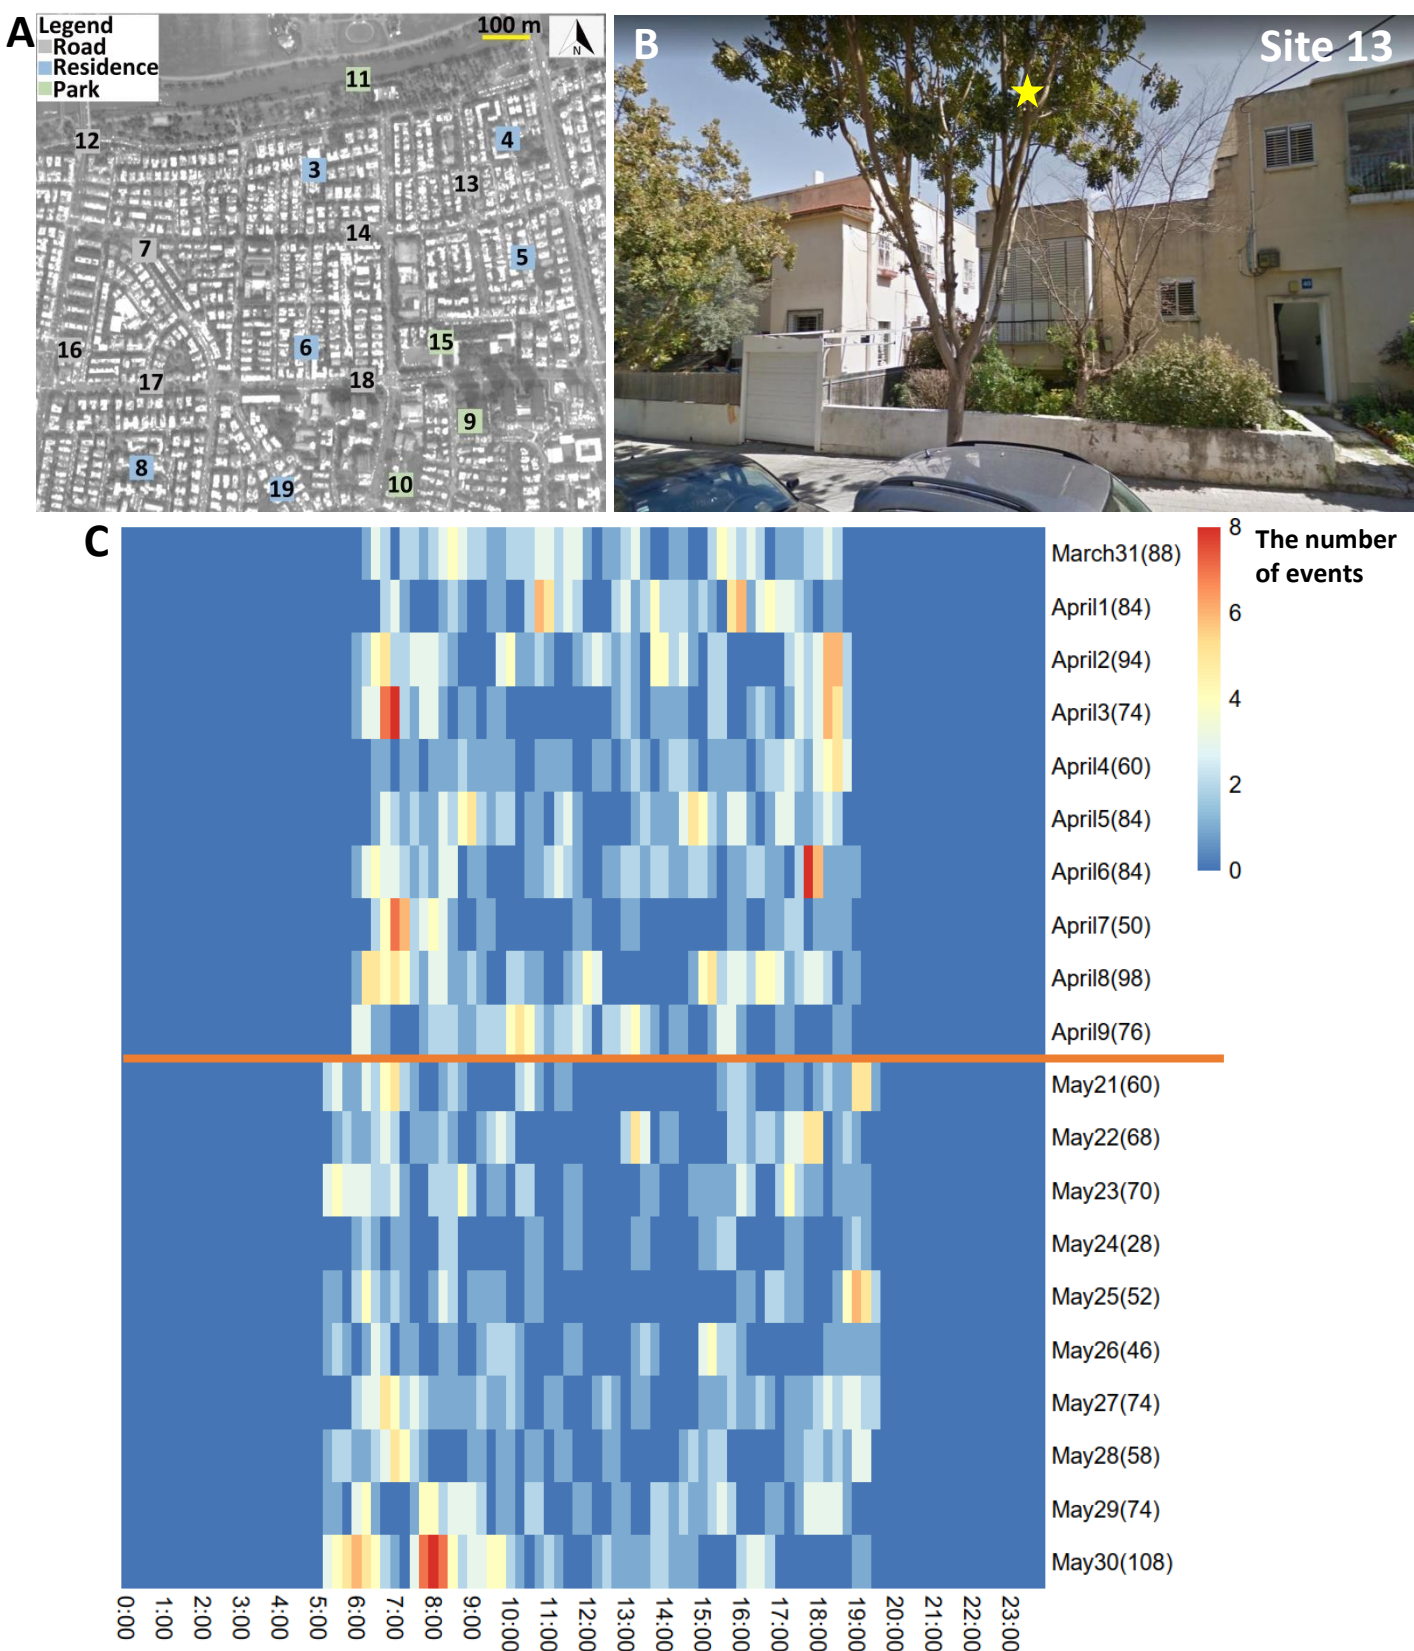 A
Legend
Road
Residence
Park
100 m
N
11
12
4
3
13
14
7
5
15
6
16
17
18
9
8
19
10
B
Site 13
C
March31(88)
April1(84)
April2(94)
April3(74)
April4(60)
April5(84)
April6(84)
April7(50)
April8(98)
April9(76)
May21(60)
May22(68)
May23(70)
May24(28)
May25(52)
May26(46)
May27(74)
May28(58)
May29(74)
May30(108)
8
6
4
2
0
The number
of events
0:00
1:00
2:00
3:00
4:00
5:00
6:00
7:00
8:00
9:00
10:00
11:00
12:00
13:00
14:00
15:00
16:00
17:00
18:00
19:00
20:00
21:00
22:00
23:00